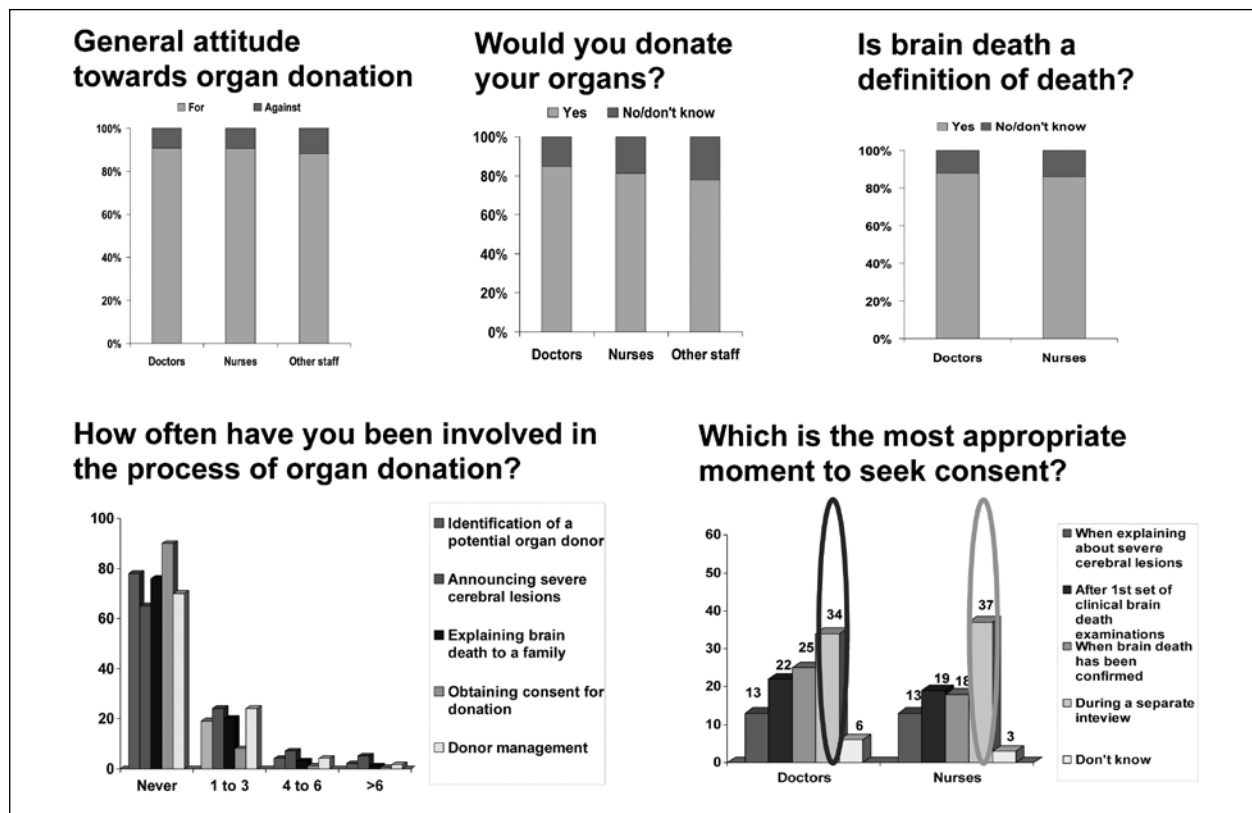 General attitude
towards organ donation
For Against
100%
80%
60%
40%
20%
0%
Doctors Nurses Other staff
Would you donate
your organs?
Yes No/don't know
100%
80%
60%
40%
20%
0%
Doctors Nurses Other staff
Is brain death a
definition of death?
Yes No/don't know
100%
80%
60%
40%
20%
0%
Doctors Nurses
How often have you been involved in
the process of organ donation?
100
80
60
40
20
0
Never 1 to 3 4 to 6 >6
Identification of a
potential organ donor
Announcing severe
cerebral lesions
Explaining brain
death to a family
Obtaining consent for
donation
Donor management
Which is the most appropriate
moment to seek consent?
60
50
40
30
20
10
0
13 22 25 34 6
13 19 18 37 3
Doctors Nurses
When explaining
about severe
cerebral lesions
After 1st set of
clinical brain
death
examinations
When brain death
has been
confirmed
During a separate
inteview
Don't know